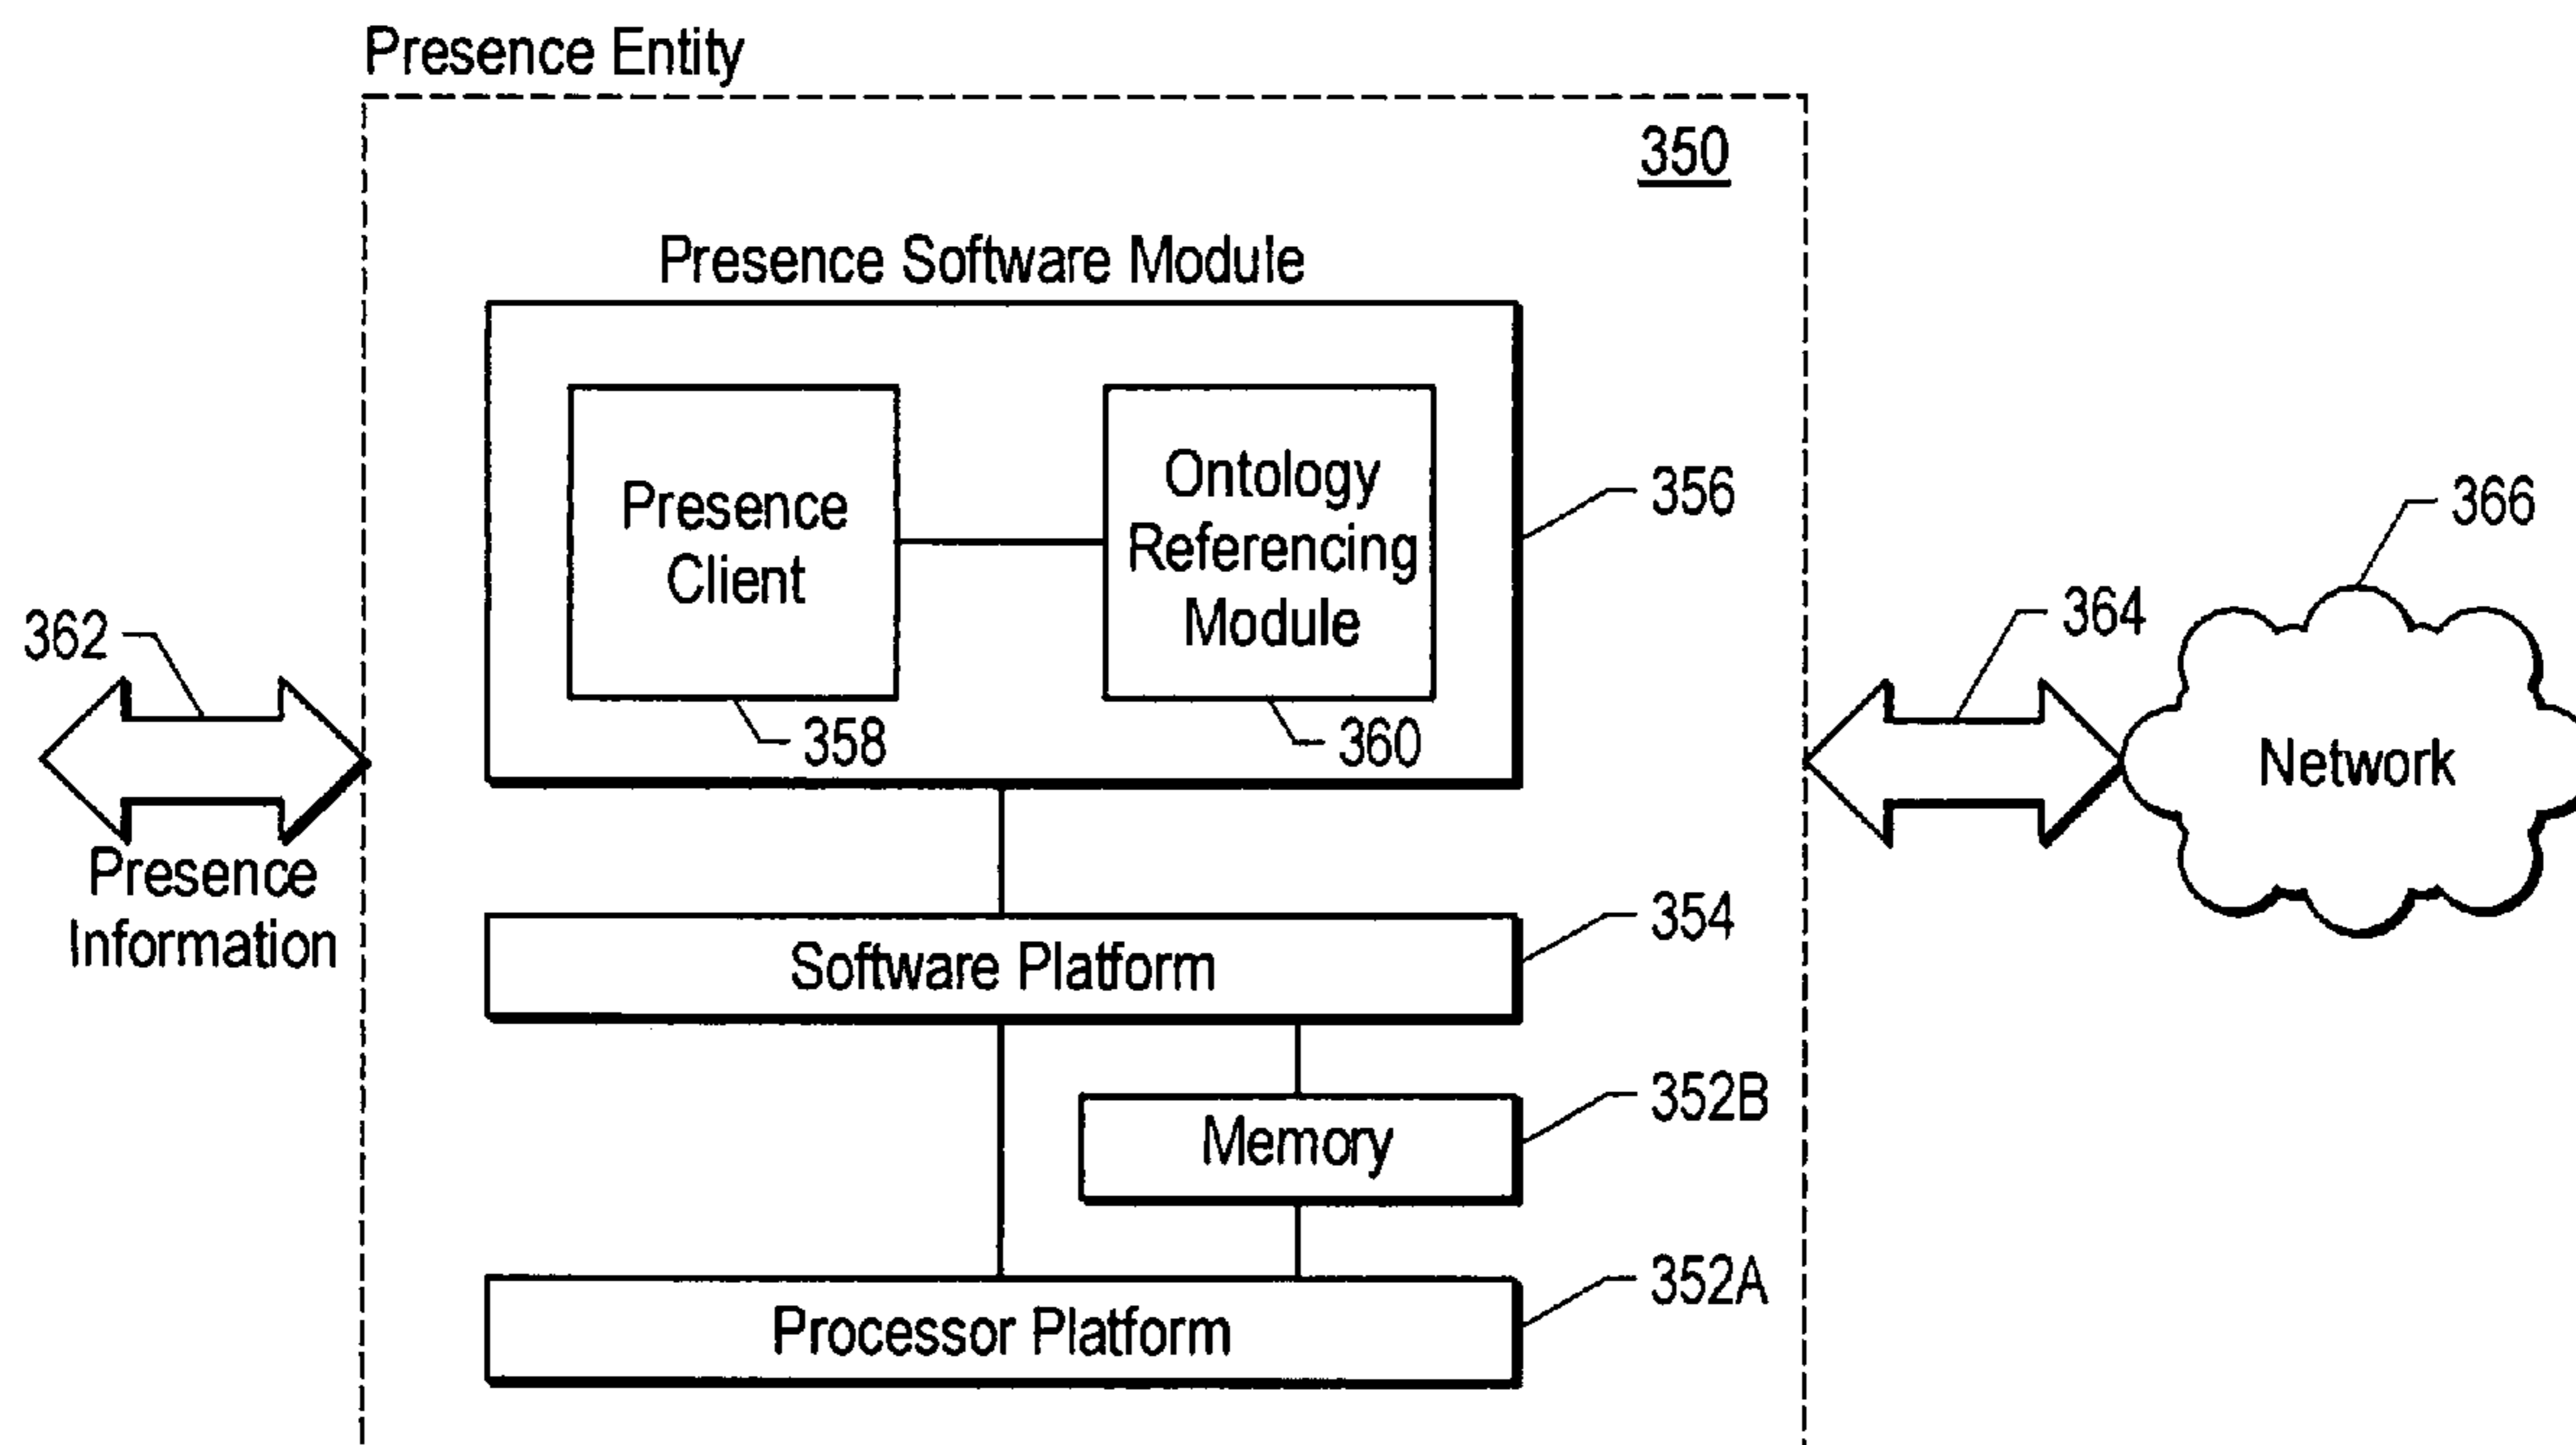 Presence Entity
350
Presence Software Module
Presence
Client
Ontology
Referencing
Module
356
366
362
364
358
360
Network
Presence
Information
354
Software Platform
352B
Memory
352A
Processor Platform